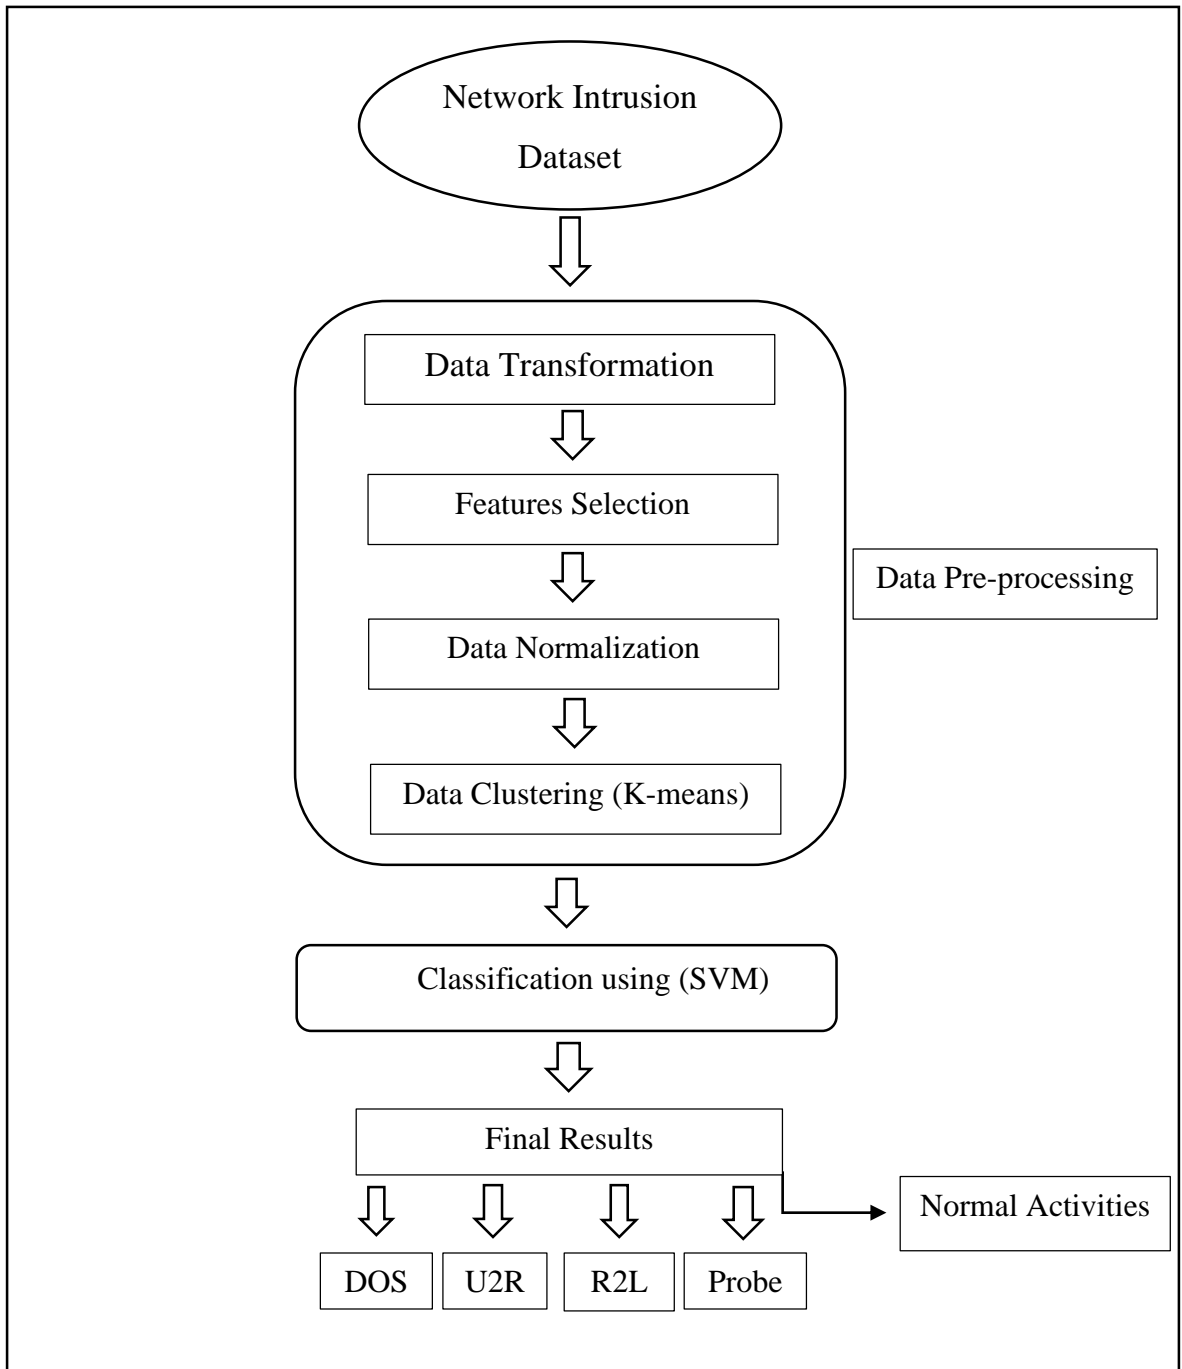 Network Intrusion
Dataset
Data Transformation
Features Selection
Data Normalization
Data Clustering (K-means)
Data Pre-processing
Classification using (SVM)
Final Results
Normal Activities
DOS
U2R
R2L
Probe